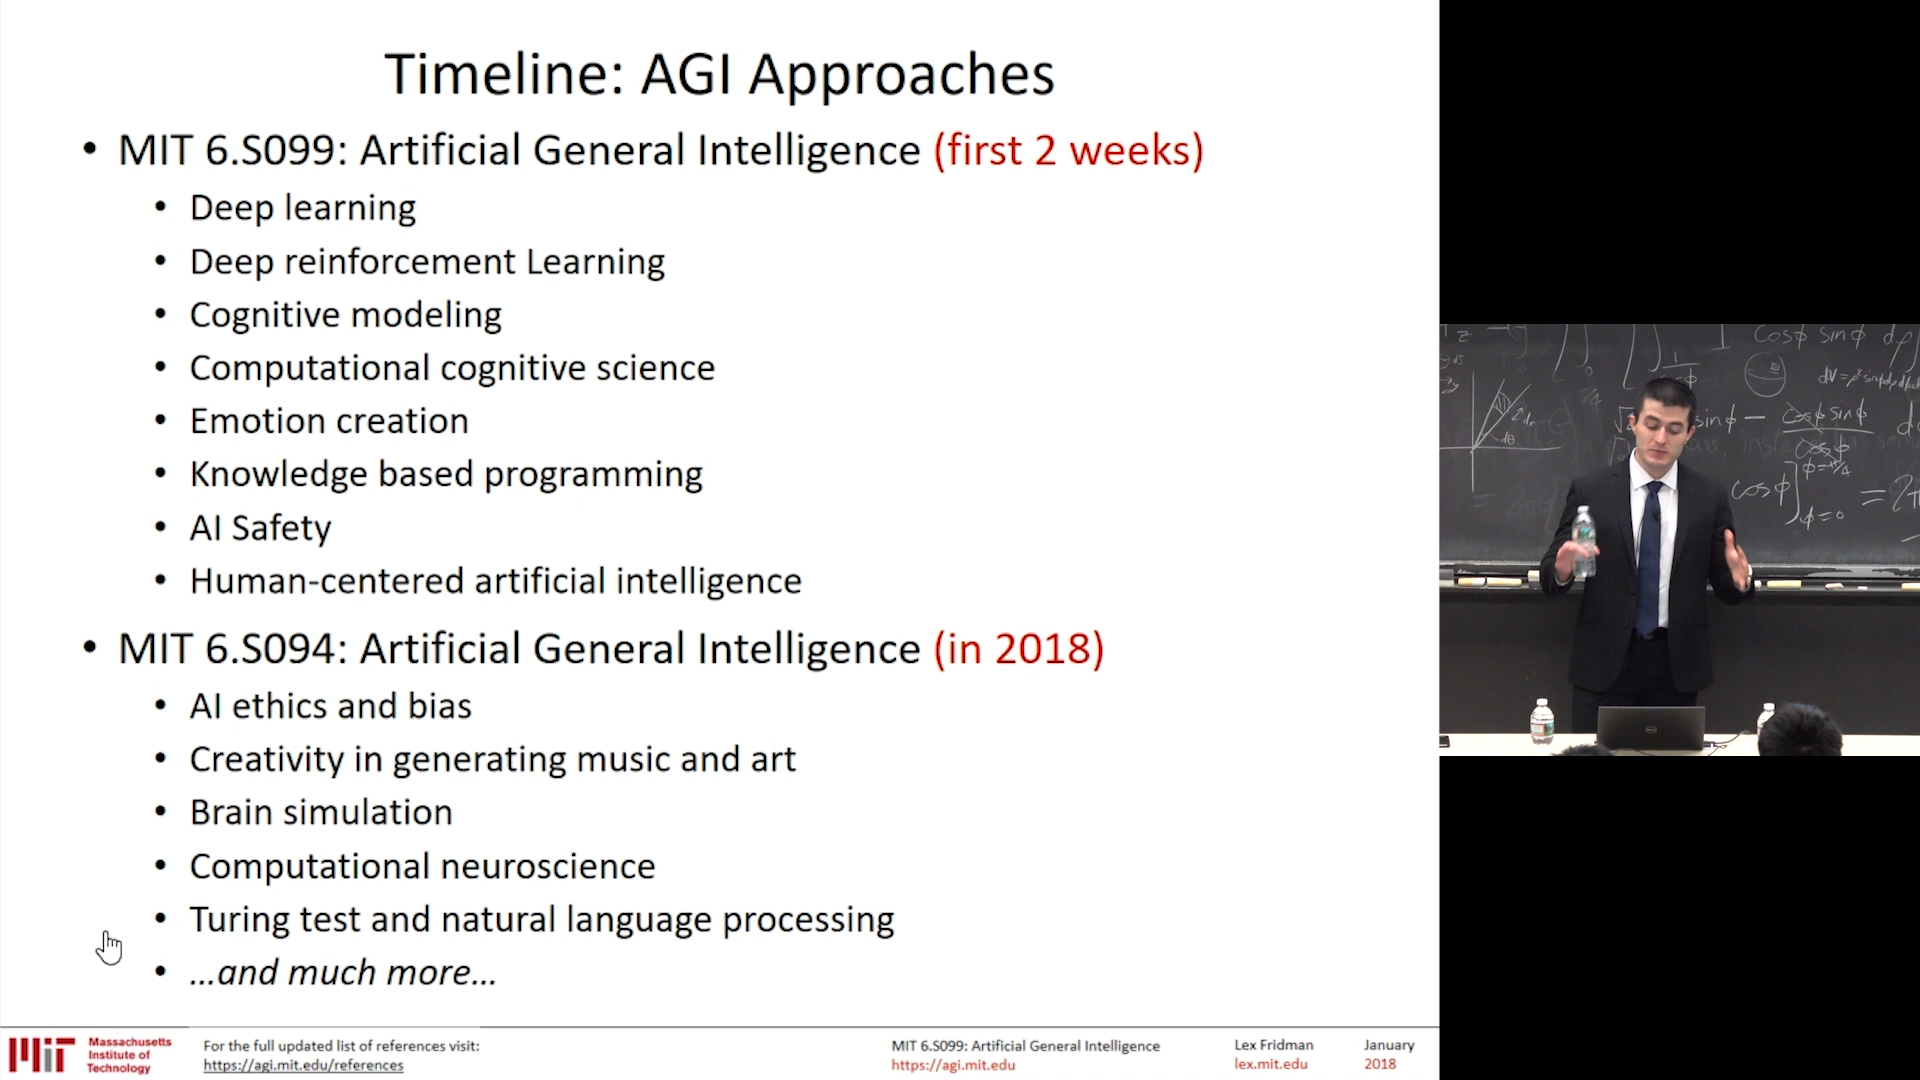 Timeline: AGI Approaches
• MIT 6.S099: Artificial General Intelligence (first 2 weeks)
• Deep learning
• Deep reinforcement Learning
• Cognitive modeling
• Computational cognitive science
• Emotion creation
• Knowledge based programming
• AI Safety
• Human-centered artificial intelligence
• MIT 6.S094: Artificial General Intelligence (in 2018)
• AI ethics and bias
• Creativity in generating music and art
• Brain simulation
• Computational neuroscience
• Turing test and natural language processing
• ...and much more...
Massachusetts
Institute of
Technology
For the full updated list of references visit:
https://agi.mit.edu/references
MIT 6.S099: Artificial General Intelligence
https://agi.mit.edu
Lex Fridman
lex.mit.edu
January
2018
cosϕ sinϕ dρ
cosϕ
ϕ=0